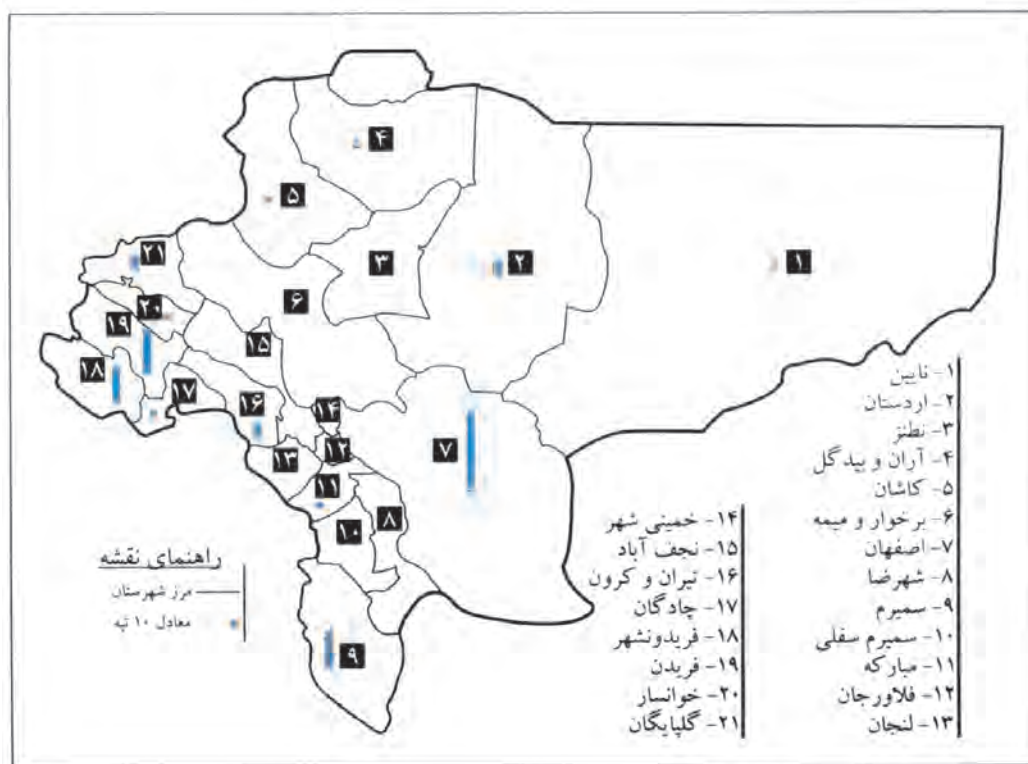 ۴
۵
۲۱
۳
۲
۱
۶
۲۰
۱۹
۱۵
۱۸
۱۷
۱۶
۱۴
۷
۱۲
۱۳
۱۱
۸
۱۰
۹
۱- نایین
۲- اردستان
۳- نطنز
۴- آران و بیدگل
۵- کاشان
۶- برخوار و میمه
۷- اصفهان
۸- شهرضا
۹- سمیرم
۱۰- سمیرم سفلی
۱۱- مبارکه
۱۲- فلاورجان
۱۳- لنجان
۱۴- خمینی شهر
۱۵- نجف آباد
۱۶- تیران و کرون
۱۷- چادگان
۱۸- فریدونشهر
۱۹- فریدن
۲۰- خوانسار
۲۱- گلپایگان
راهنمای نقشه
مرز شهرستان
معادل ۱۰ تپه